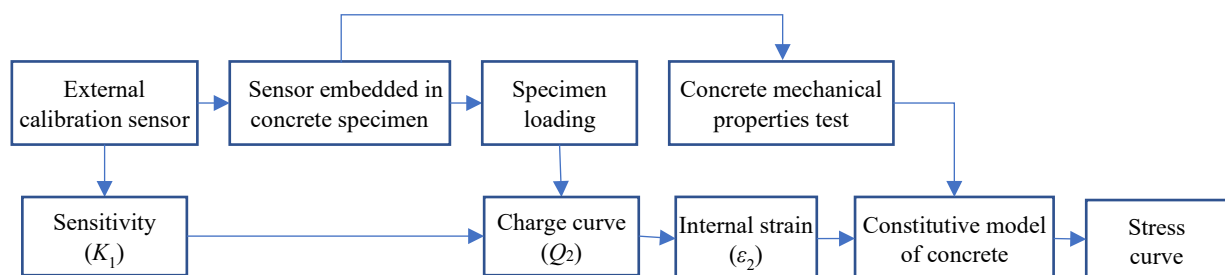 External
calibration sensor
Sensor embedded in
concrete specimen
Specimen
loading
Concrete mechanical
properties test
Sensitivity
(K₁)
Charge curve
(Q₂)
Internal strain
(ε₂)
Constitutive model
of concrete
Stress
curve